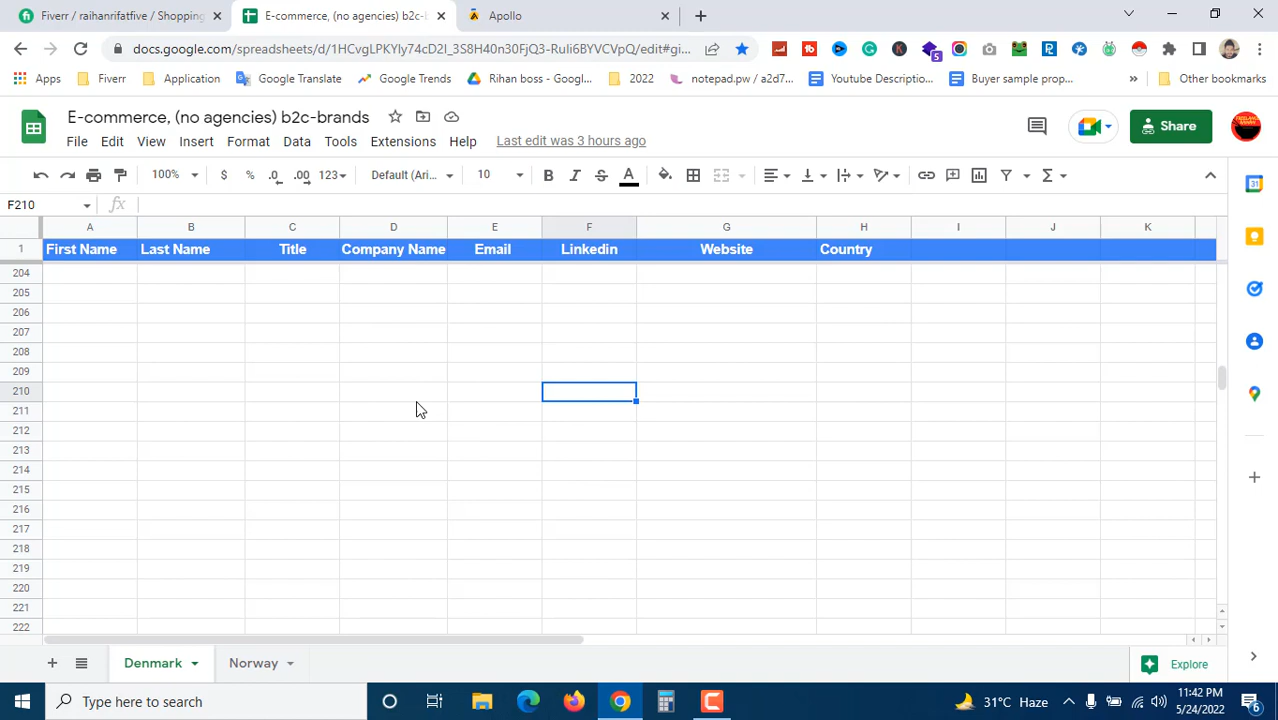 Fiverr / raihanrifatfive / Shopping
E-commerce, (no agencies) b2c-b
Apollo
docs.google.com/spreadsheets/d/1HCvgLPKYly74cD2I_3S8H40n30FjQ3-RuIi6BYVCVpQ/edit#gi...
5
Apps
Fiverr
Application
Google Translate
Google Trends
Rihan boss - Googl...
2022
notepad.pw / a2d7...
Youtube Descriptio...
Buyer sample prop...
Other bookmarks
E-commerce, (no agencies) b2c-brands
File Edit View Insert Format Data Tools Extensions Help Last edit was 3 hours ago
Share
100% $ % .0 .00 123 Default (Ari... 10 B I S A
F210 fx
A B C D E F G H I J K
1 First Name Last Name Title Company Name Email Linkedin Website Country
204
205
206
207
208
209
210
211
212
213
214
215
216
217
218
219
220
221
222
Denmark Norway Explore
Type here to search
31°C Haze
11:42 PM
5/24/2022
6